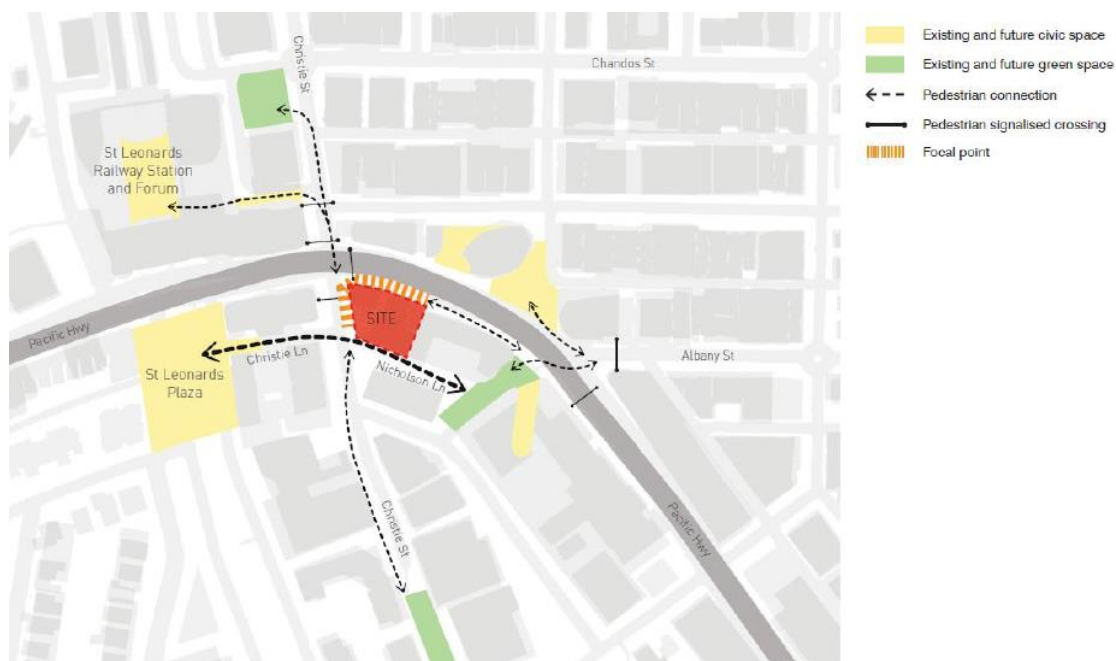 Christie St
Chandos St
St Leonards
Railway Station
and Forum
Pacific Hwy
SITE
Christie Ln
Nicholson Ln
St Leonards
Plaza
Albany St
Christie St
Pacific Hwy
Existing and future civic space
Existing and future green space
Pedestrian connection
Pedestrian signalised crossing
Focal point